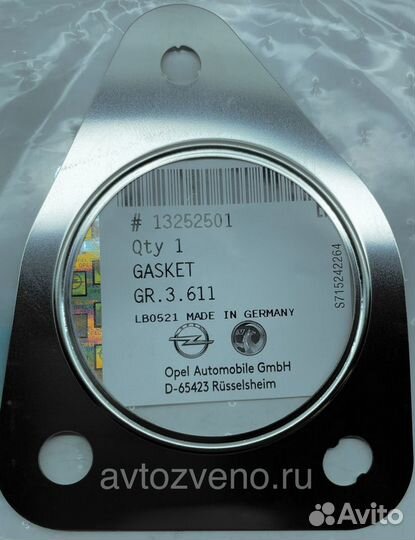 # 13252501
Qty 1
GASKET
GR.3.611
LB0521 MADE IN GERMANY
Opel Automobile GmbH
D-65423 Rüsselsheim
S715242264
avtozveno.ru
Avito